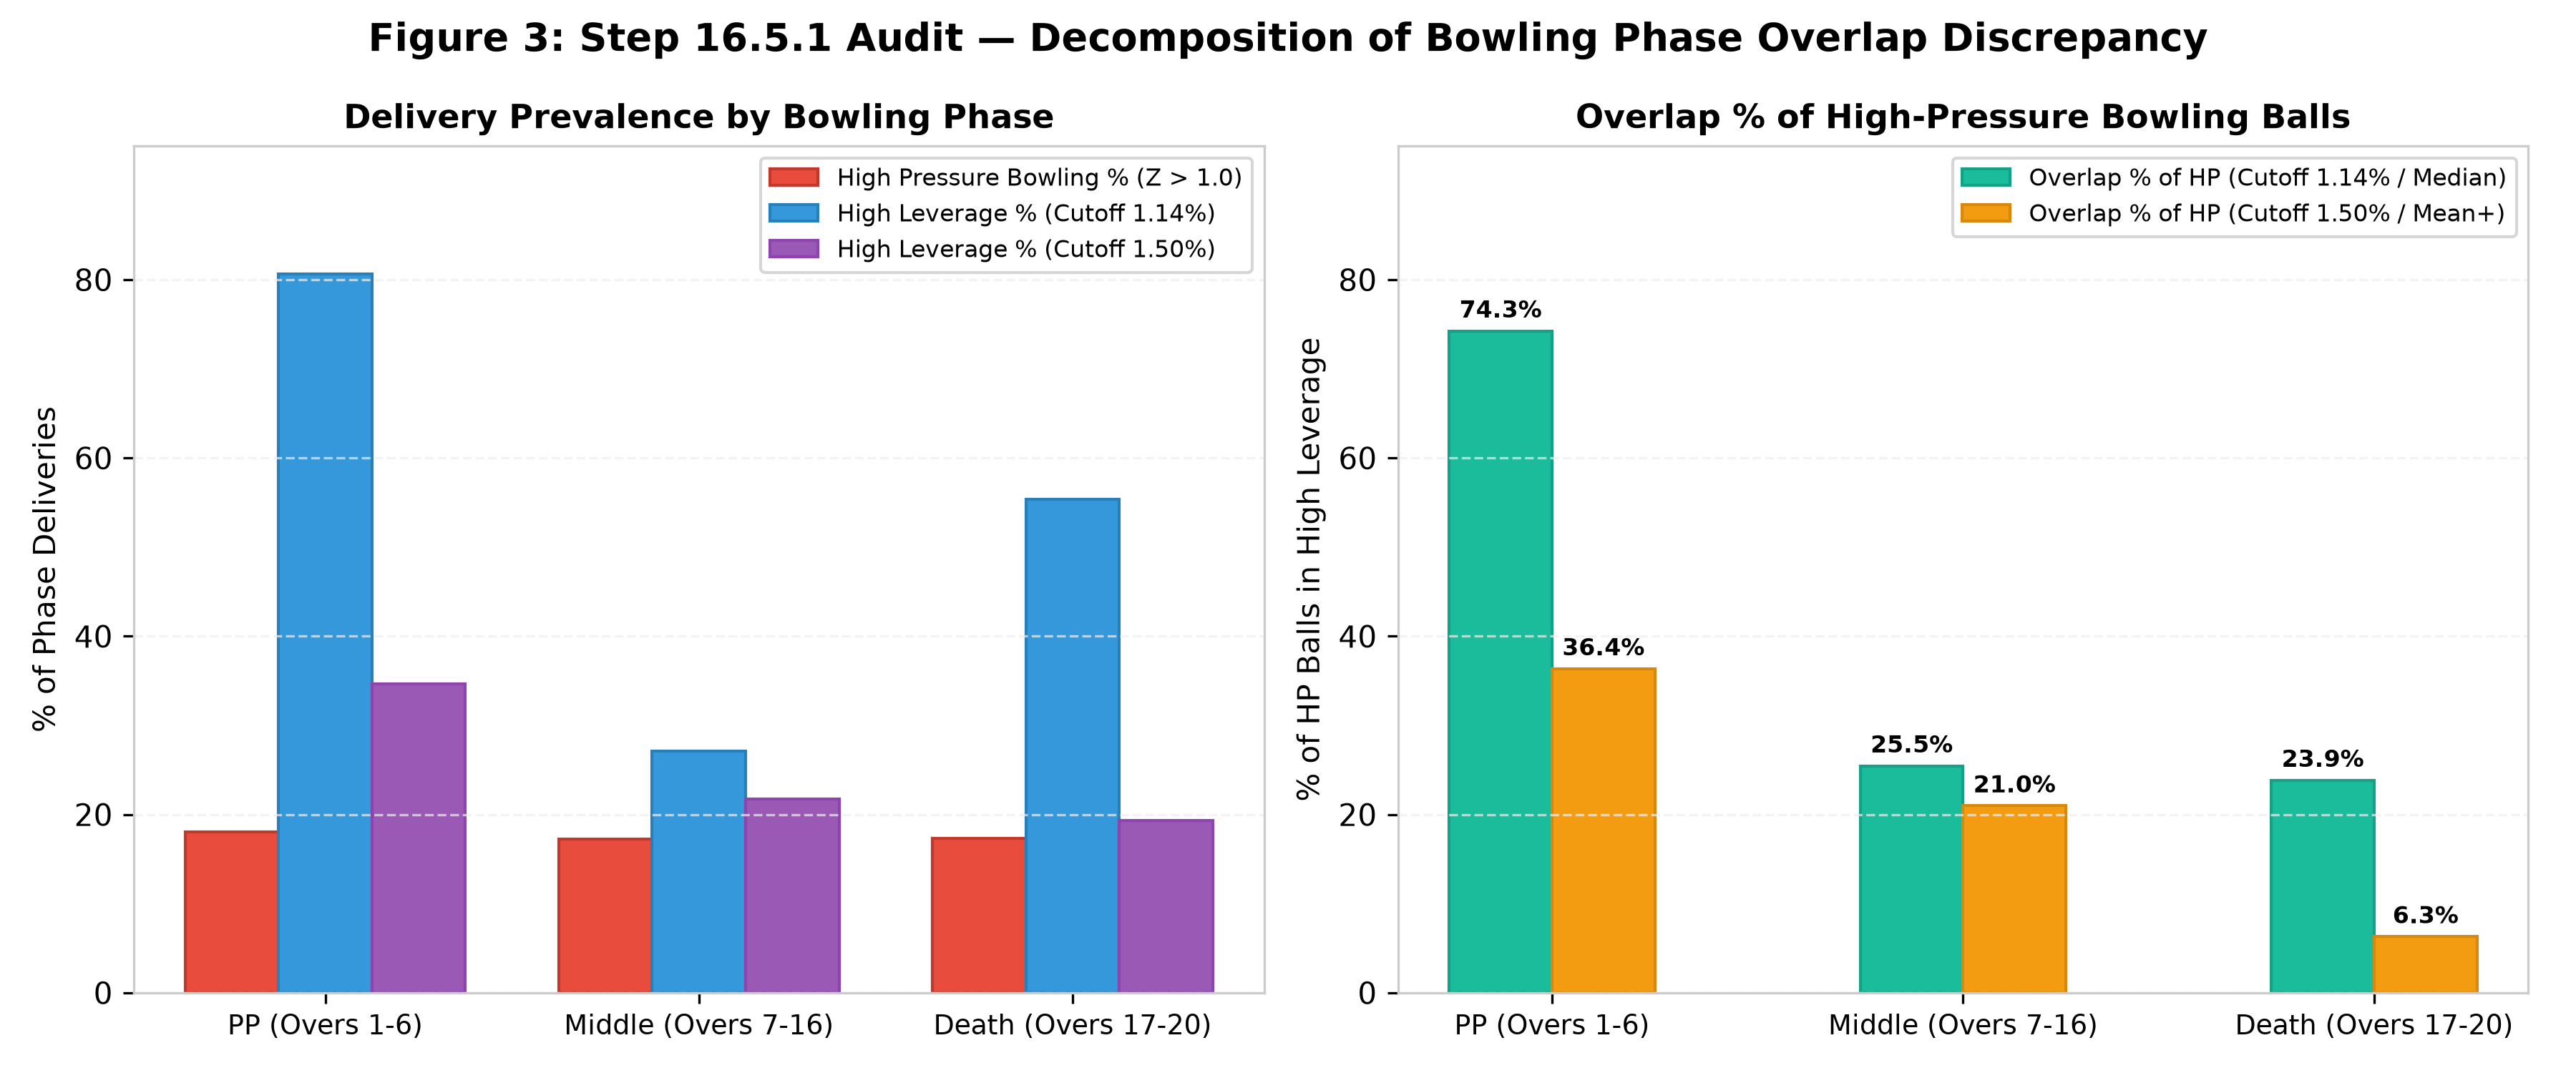 Figure 3: Step 16.5.1 Audit — Decomposition of Bowling Phase Overlap Discrepancy
Delivery Prevalence by Bowling Phase
High Pressure Bowling % (Z > 1.0)
High Leverage % (Cutoff 1.14%)
High Leverage % (Cutoff 1.50%)
% of Phase Deliveries
80
60
40
20
0
PP (Overs 1-6)
Middle (Overs 7-16)
Death (Overs 17-20)
Overlap % of High-Pressure Bowling Balls
Overlap % of HP (Cutoff 1.14% / Median)
Overlap % of HP (Cutoff 1.50% / Mean+)
% of HP Balls in High Leverage
80
60
40
20
0
74.3%
36.4%
25.5%
21.0%
23.9%
6.3%
PP (Overs 1-6)
Middle (Overs 7-16)
Death (Overs 17-20)